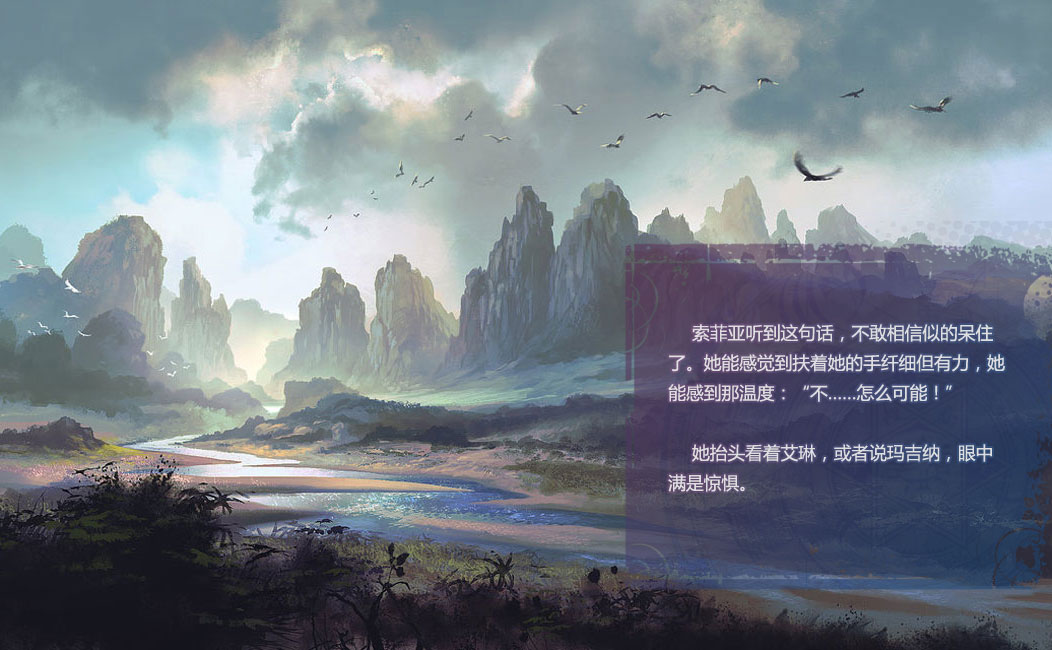 索菲亚听到这句话，不敢相信似的呆住
了。她能感觉到扶着她的手纤细但有力，她
能感到那温度：“不……怎么可能！”
她抬头看着艾琳，或者说玛吉纳，眼中
满是惊惧。